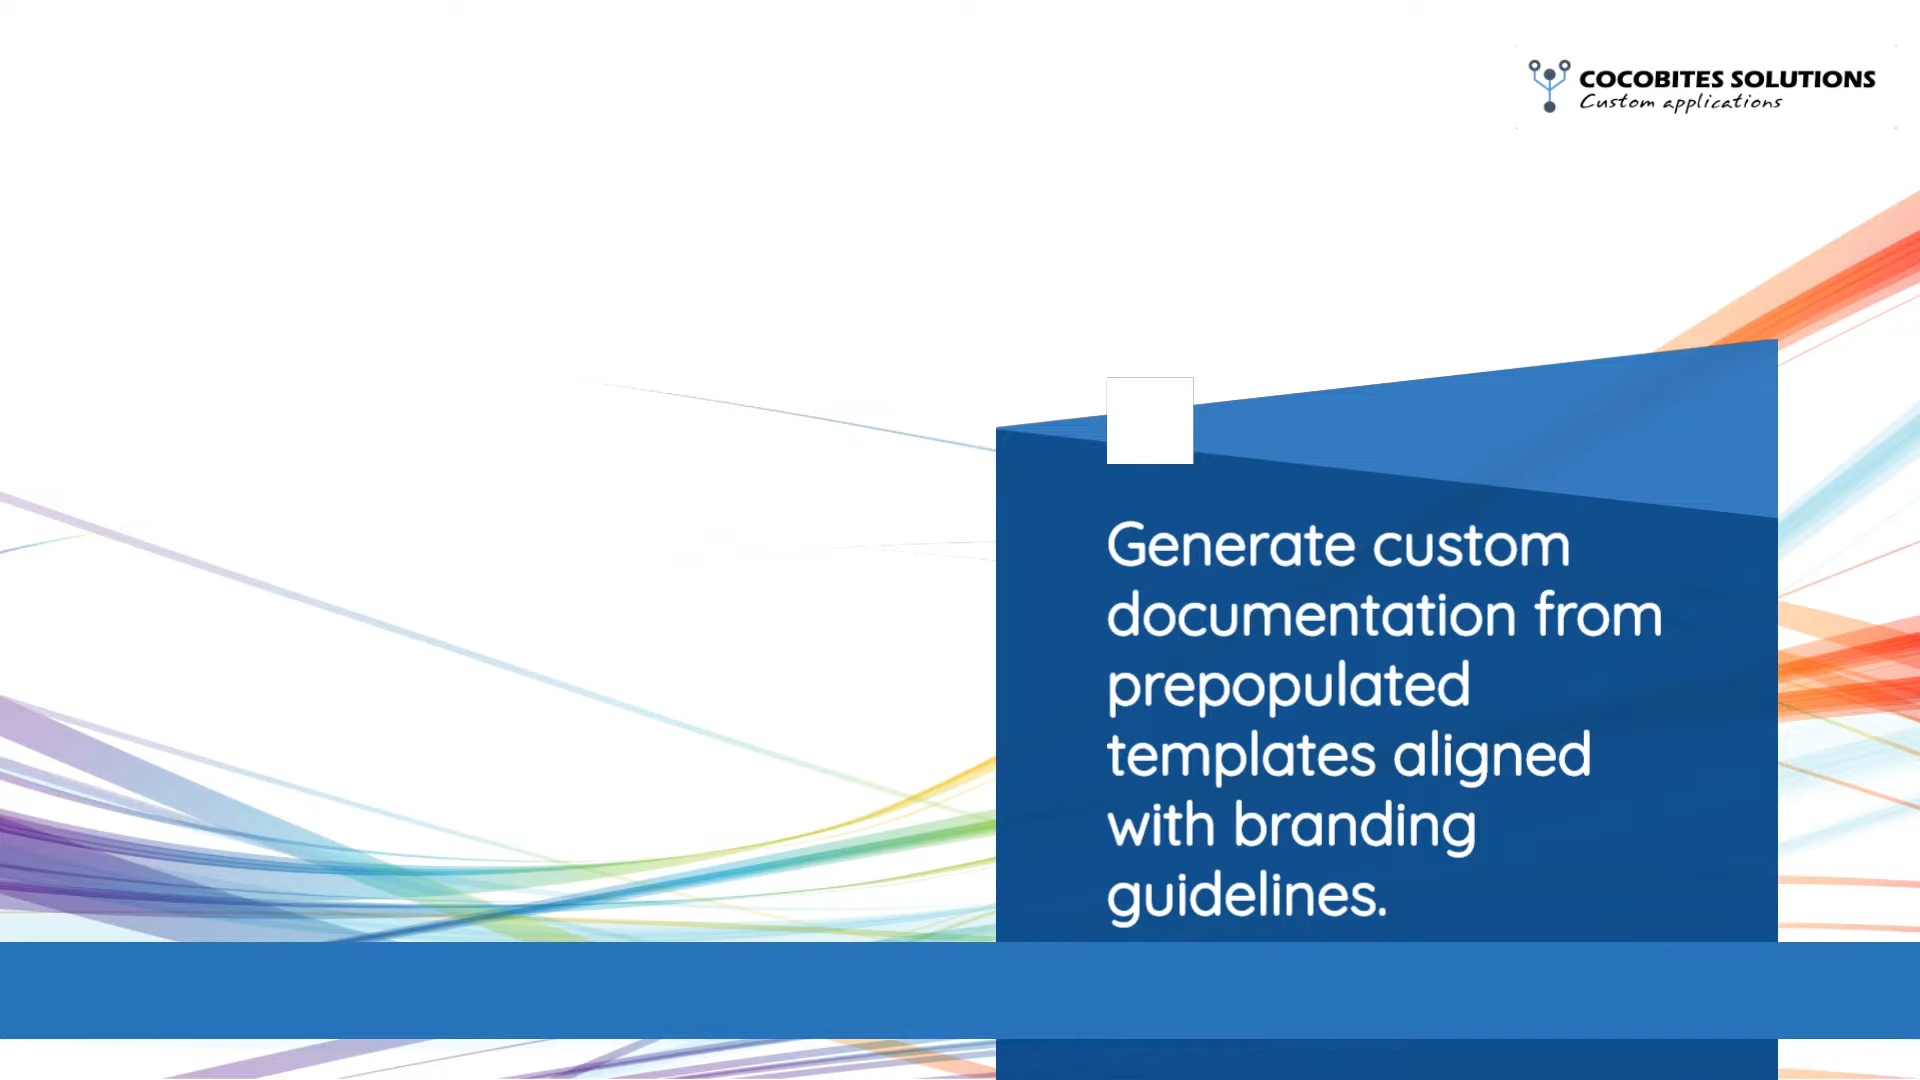 COCOBITES SOLUTIONS
Custom applications
Generate custom
documentation from
prepopulated
templates aligned
with branding
guidelines.